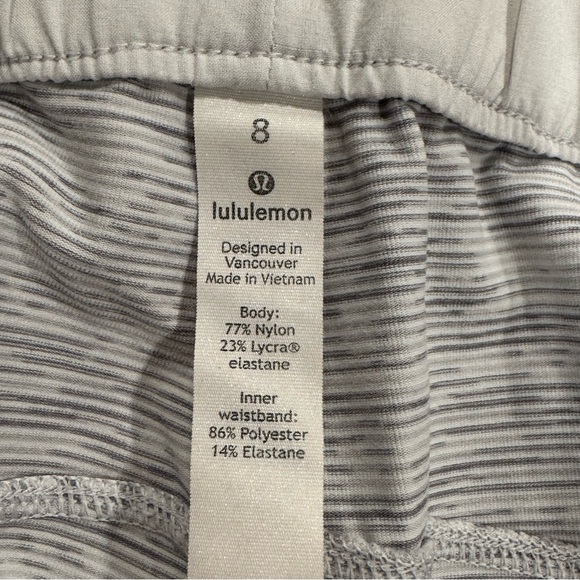 8
lululemon
Designed in
Vancouver
Made in Vietnam
Body:
77% Nylon
23% Lycra®
elastane
Inner
waistband:
86% Polyester
14% Elastane